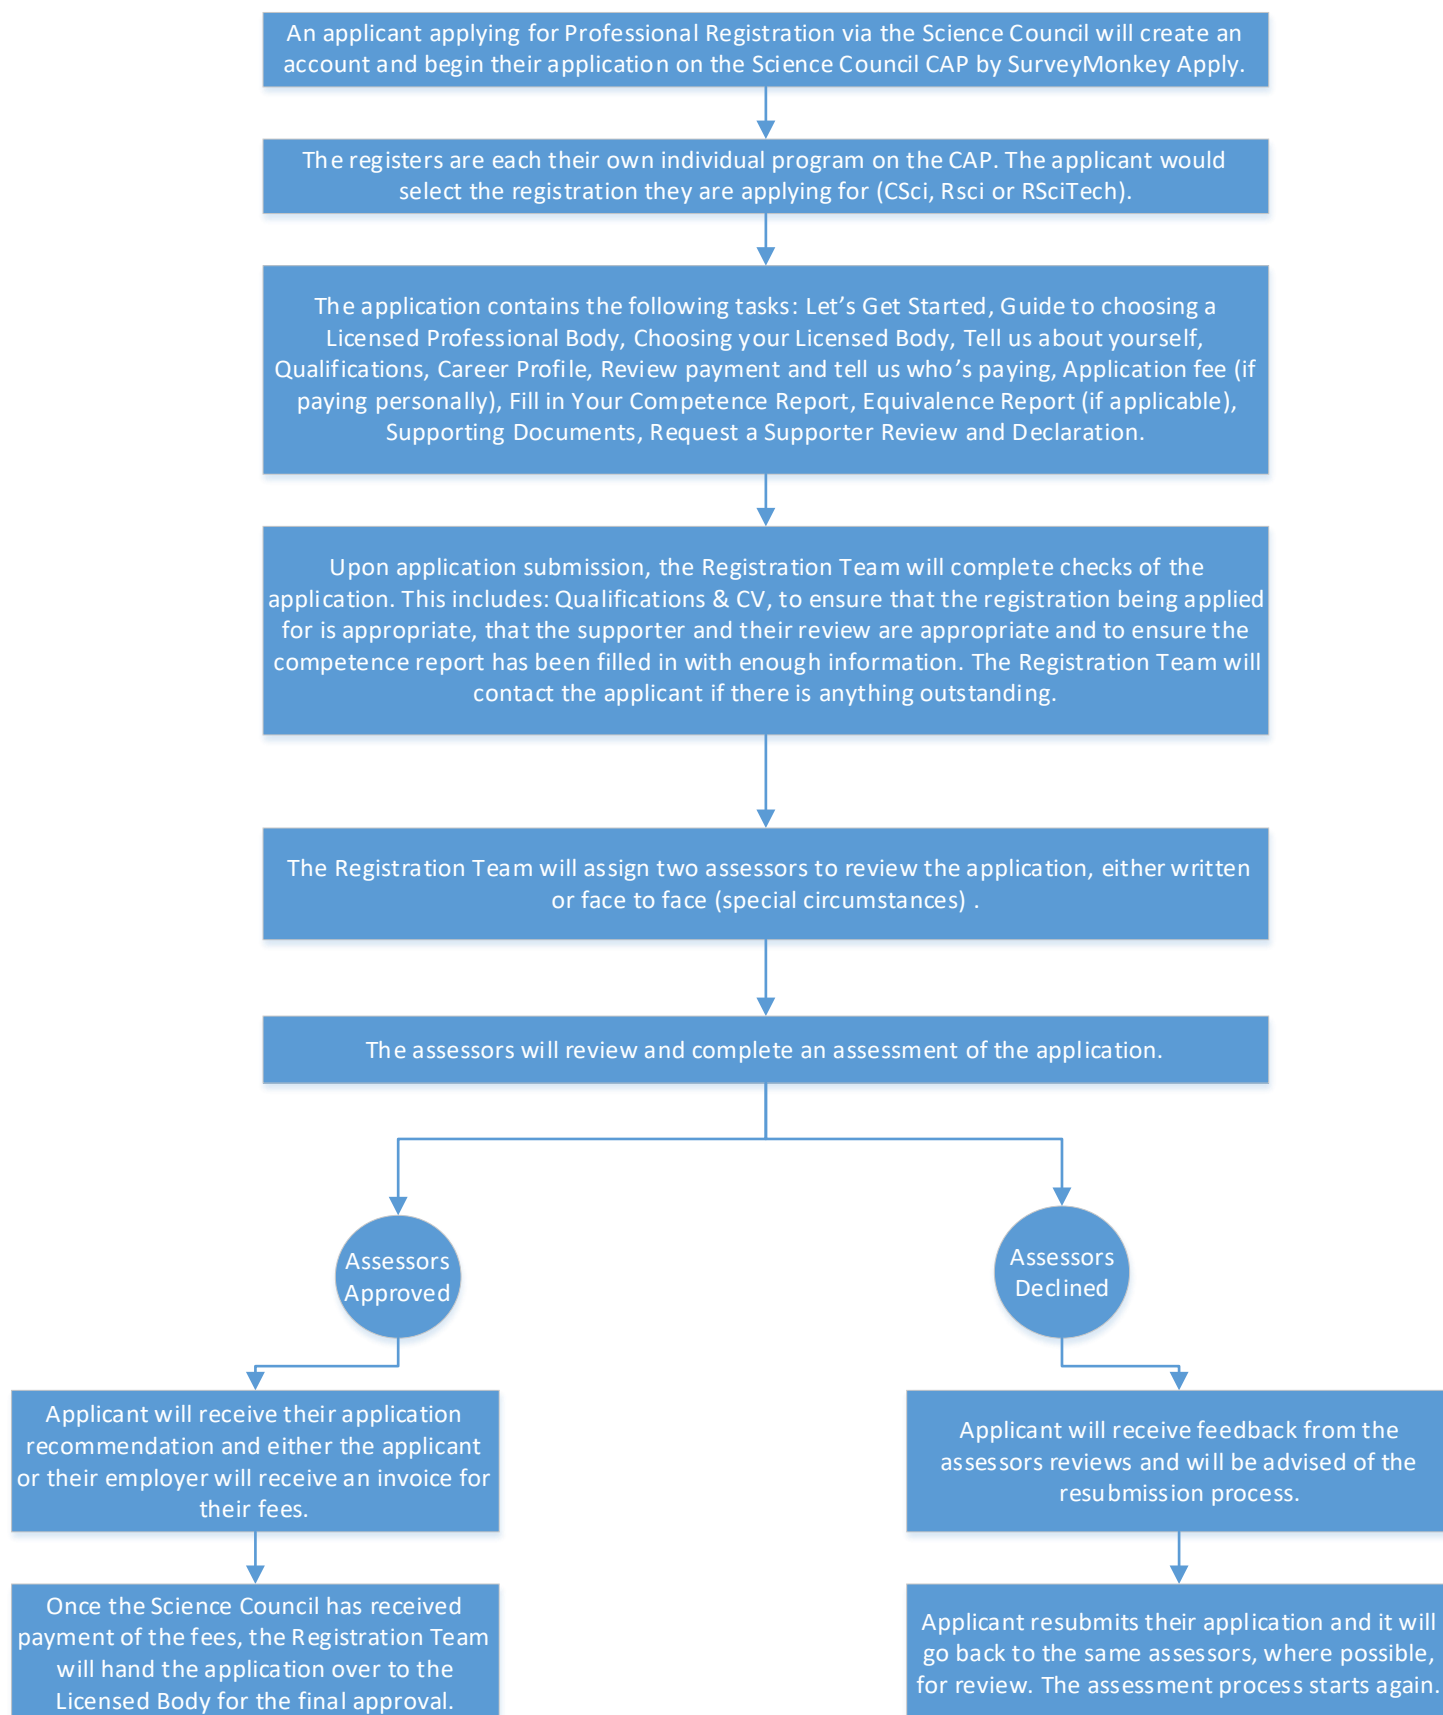 An applicant applying for Professional Registration via the Science Council will create an
account and begin their application on the Science Council CAP by SurveyMonkey Apply.
The registers are each their own individual program on the CAP. The applicant would
select the registration they are applying for (CSci, Rsci or RSciTech).
The application contains the following tasks: Let’s Get Started, Guide to choosing a
Licensed Professional Body, Choosing your Licensed Body, Tell us about yourself,
Qualifications, Career Profile, Review payment and tell us who’s paying, Application fee (if
paying personally), Fill in Your Competence Report, Equivalence Report (if applicable),
Supporting Documents, Request a Supporter Review and Declaration.
Upon application submission, the Registration Team will complete checks of the
application. This includes: Qualifications & CV, to ensure that the registration being applied
for is appropriate, that the supporter and their review are appropriate and to ensure the
competence report has been filled in with enough information. The Registration Team will
contact the applicant if there is anything outstanding.
The Registration Team will assign two assessors to review the application, either written
or face to face (special circumstances) .
The assessors will review and complete an assessment of the application.
Assessors
Approved
Assessors
Declined
Applicant will receive their application
recommendation and either the applicant
or their employer will receive an invoice for
their fees.
Applicant will receive feedback from the
assessors reviews and will be advised of the
resubmission process.
Once the Science Council has received
payment of the fees, the Registration Team
will hand the application over to the
Licensed Body for the final approval.
Applicant resubmits their application and it will
go back to the same assessors, where possible,
for review. The assessment process starts again.